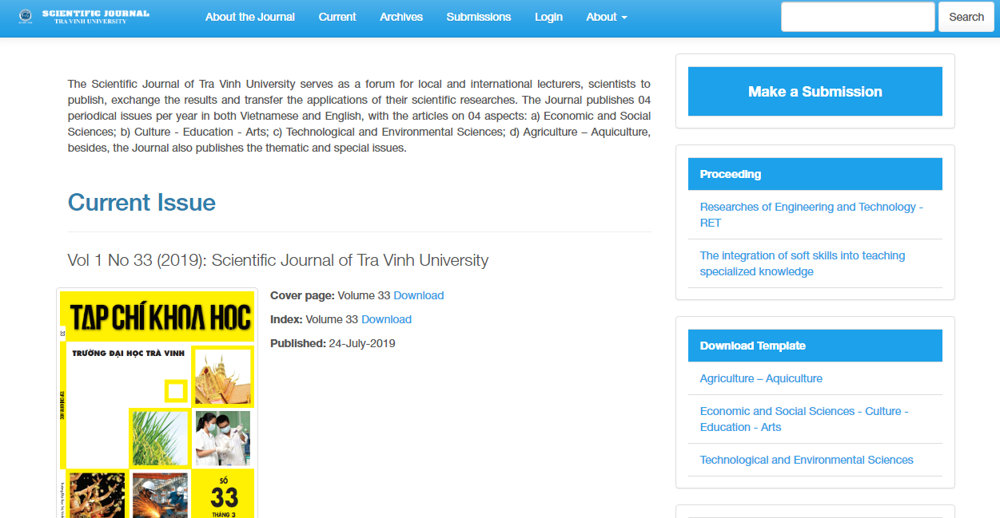 SCIENTIFIC JOURNAL
TRA VINH UNIVERSITY
About the Journal
Current
Archives
Submissions
Login
About
Search
The Scientific Journal of Tra Vinh University serves as a forum for local and international lecturers, scientists to
publish, exchange the results and transfer the applications of their scientific researches. The Journal publishes 04
periodical issues per year in both Vietnamese and English, with the articles on 04 aspects: a) Economic and Social
Sciences; b) Culture - Education - Arts; c) Technological and Environmental Sciences; d) Agriculture – Aquiculture,
besides, the Journal also publishes the thematic and special issues.
Current Issue
Vol 1 No 33 (2019): Scientific Journal of Tra Vinh University
TẠP CHÍ KHOA HỌC
33
TRƯỜNG ĐẠI HỌC TRÀ VINH
SỐ
33
THÁNG 3
Cover page: Volume 33 Download
Index: Volume 33 Download
Published: 24-July-2019
Make a Submission
Proceeding
Researches of Engineering and Technology -
RET
The integration of soft skills into teaching
specialized knowledge
Download Template
Agriculture – Aquiculture
Economic and Social Sciences - Culture -
Education - Arts
Technological and Environmental Sciences